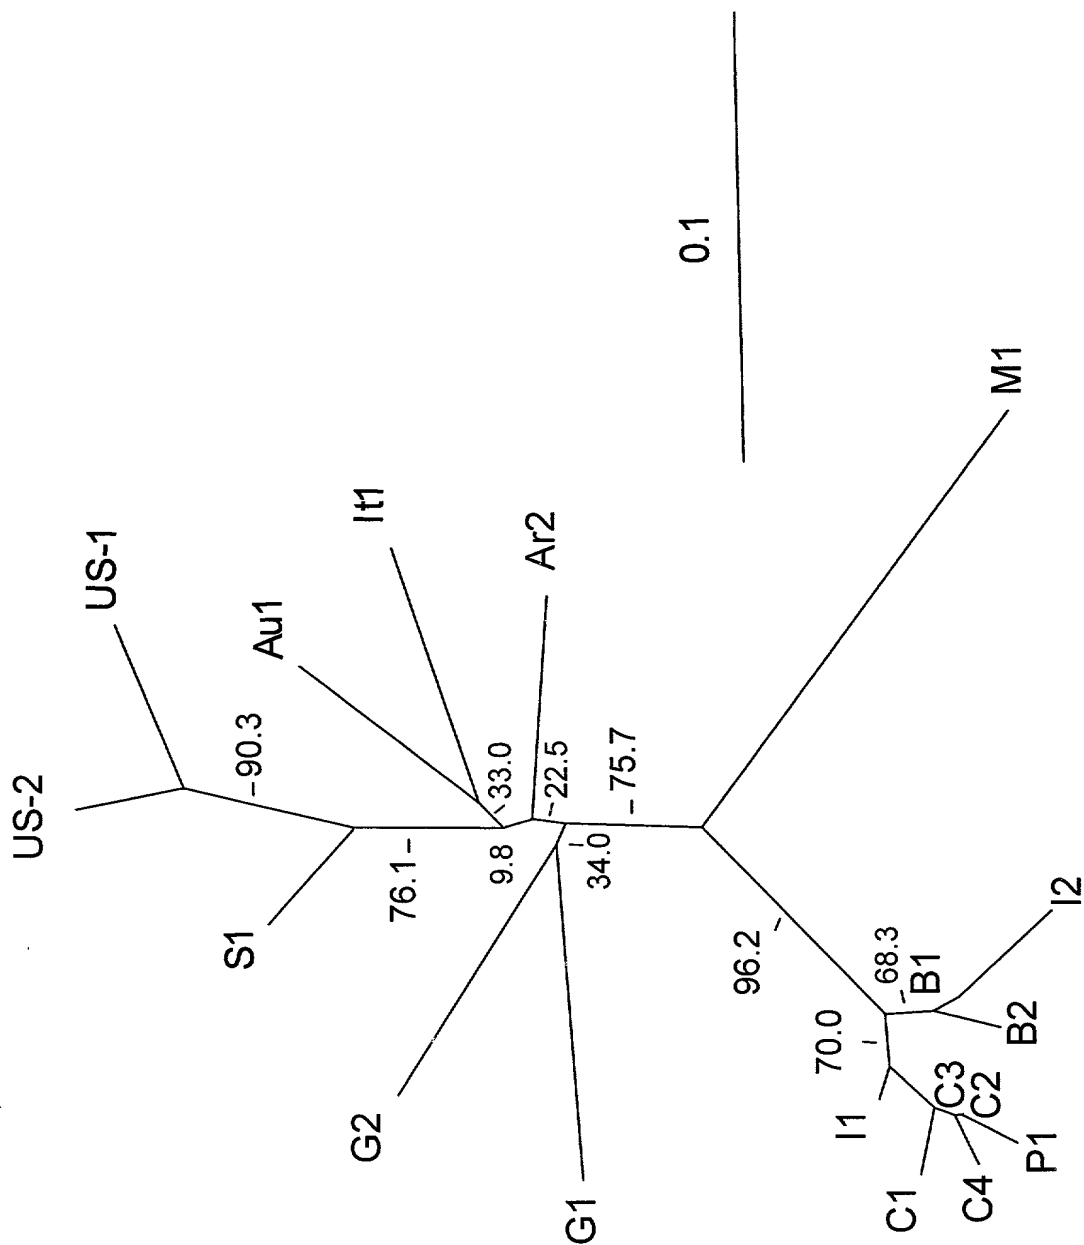 US-2
US-1
90.3
Au1
It1
S1
76.1
33.0
Ar2
9.8
22.5
75.7
34.0
G2
G1
0.1
M1
96.2
68.3
B1
I2
70.0
B2
I1
C3
C2
C1
C4
P1